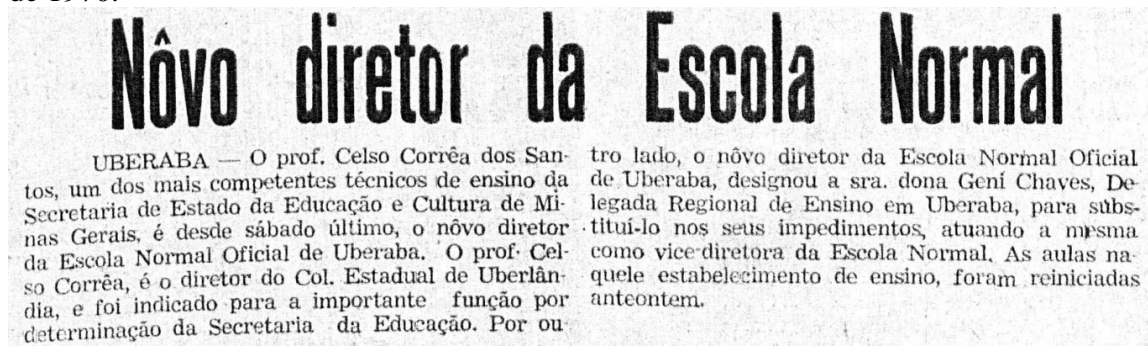 de 1970.
Nôvo diretor da Escola Normal
UBERABA — O prof. Celso Corrêa dos San-
tos, um dos mais competentes técnicos de ensino da
Secretaria de Estado da Educação e Cultura de Mi-
nas Gerais, é desde sábado último, o nôvo diretor
da Escola Normal Oficial de Uberaba. O prof. Cel-
so Corrêa, é o diretor do Col. Estadual de Uberlân-
dia, e foi indicado para a importante função por
determinação da Secretaria da Educação. Por ou-
tro lado, o nôvo diretor da Escola Normal Oficial
de Uberaba, designou a sra. dona Geni Chaves, De-
legada Regional de Ensino em Uberaba, para subs-
tituí-lo nos seus impedimentos, atuando a mesma
como vice-diretora da Escola Normal. As aulas na-
quele estabelecimento de ensino, foram reiniciadas
anteontem.